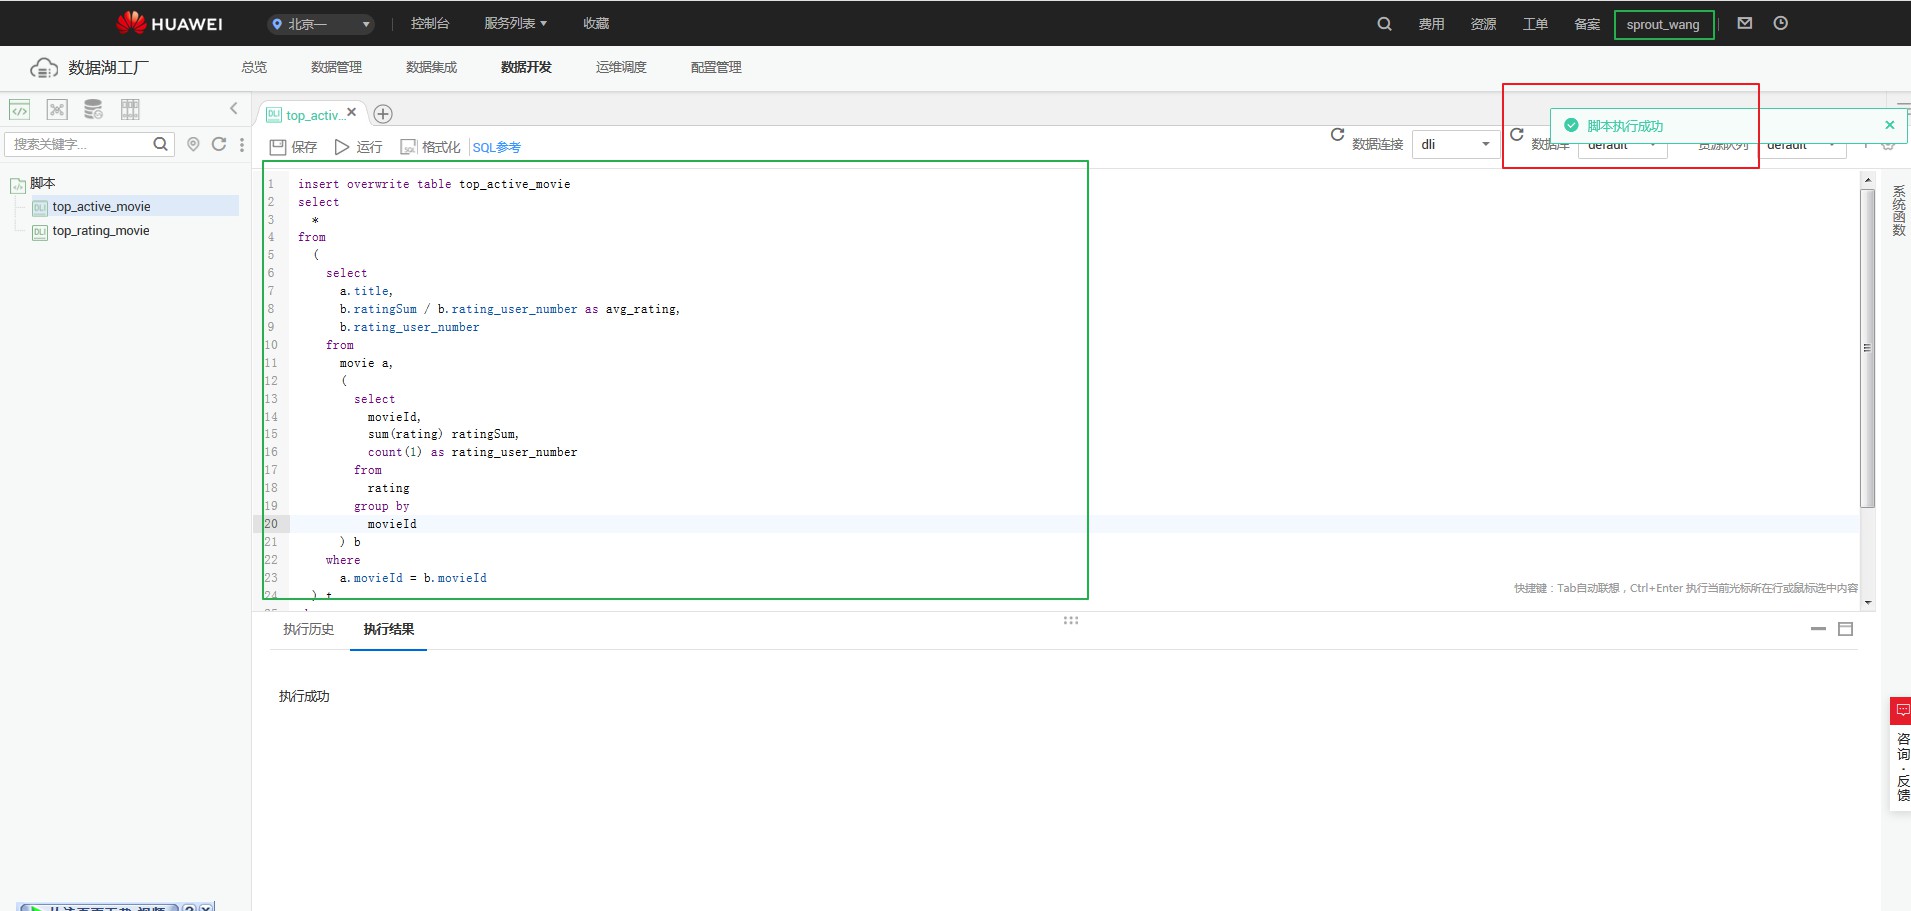 HUAWEI 北京一 控制台 服务列表 收藏 费用 资源 工单 备案 sprout_wang
数据湖工厂 总览 数据管理 数据集成 数据开发 运维调度 配置管理
top_activ...
脚本执行成功
搜索关键字...
保存 运行 格式化 SQL参考 数据连接 dli 数据库 default 资源队列 default
脚本
top_active_movie
top_rating_movie
1 insert overwrite table top_active_movie
2 select
3 *
4 from
5 (
6 select
7 a.title,
8 b.ratingSum / b.rating_user_number as avg_rating,
9 b.rating_user_number
10 from
11 movie a,
12 (
13 select
14 movieId,
15 sum(rating) ratingSum,
16 count(1) as rating_user_number
17 from
18 rating
19 group by
20 movieId
21 ) b
22 where
23 a.movieId = b.movieId
24 ) t
系统函数
快捷键：Tab自动联想，Ctrl+Enter 执行当前光标所在行或鼠标选中内容
执行历史 执行结果
执行成功
咨询·反馈